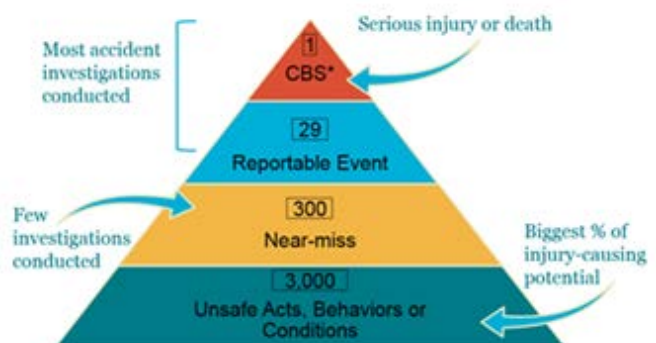 Most accident
investigations
conducted
Serious injury or death
1
CBS*
29
Reportable Event
Few
investigations
conducted
300
Near-miss
Biggest % of
injury-causing
potential
3,000
Unsafe Acts, Behaviors or
Conditions